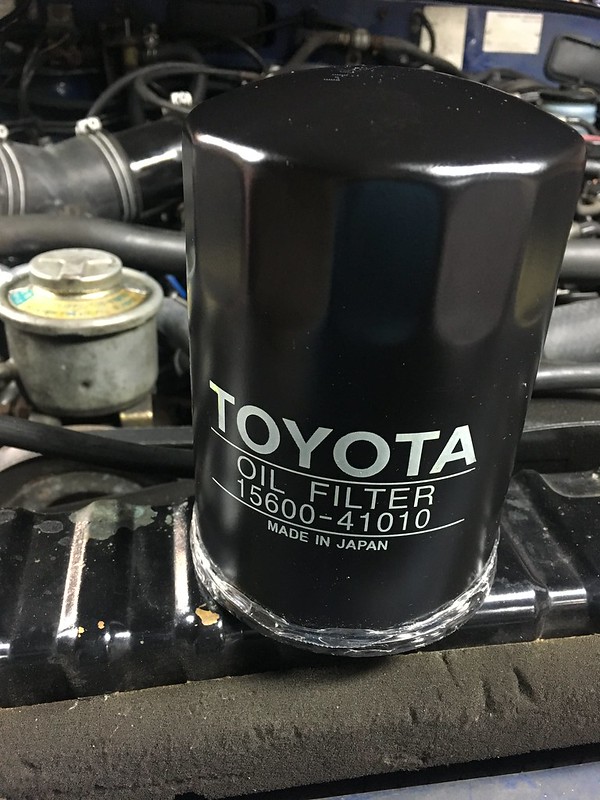 TOYOTA
OIL FILTER
15600-41010
MADE IN JAPAN